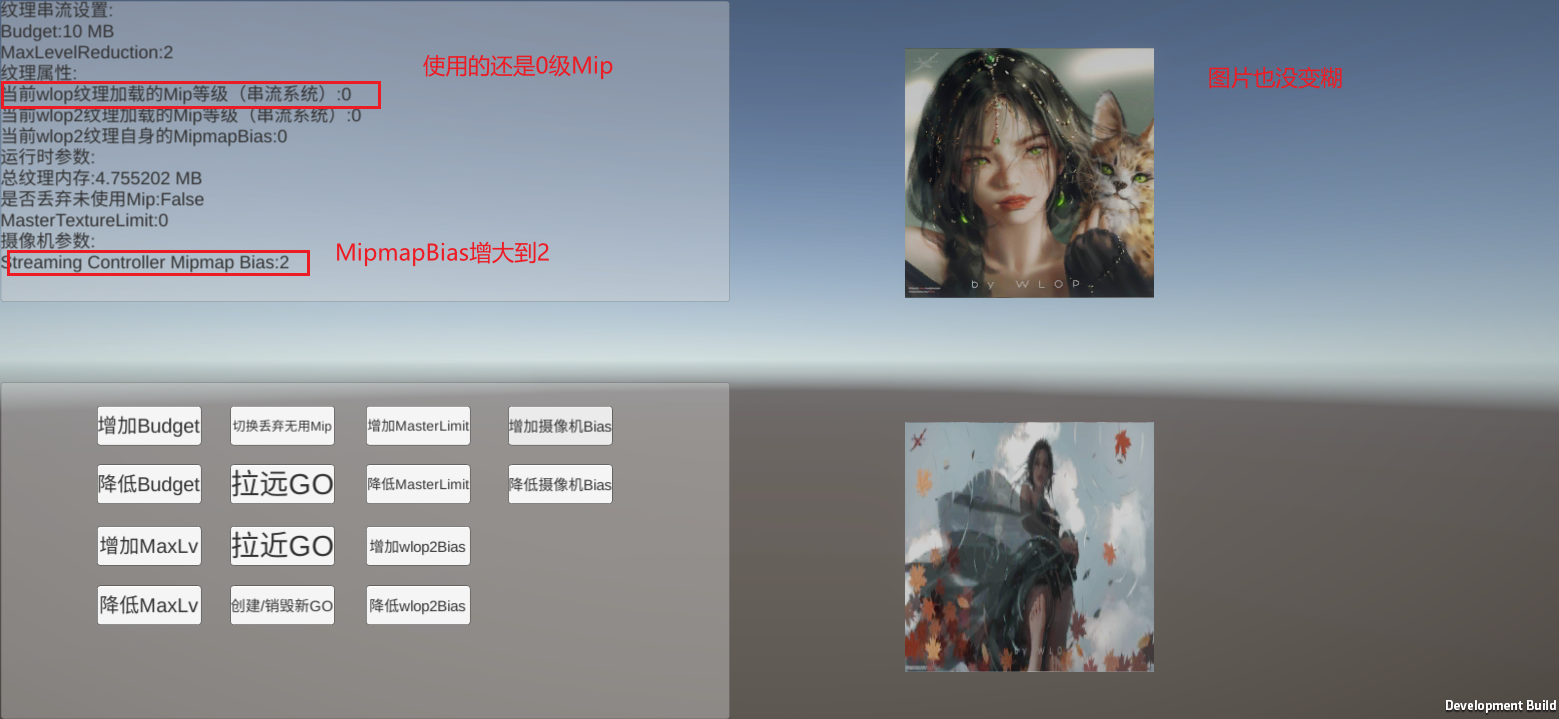 纹理串流设置:
Budget:10 MB
MaxLevelReduction:2
纹理属性:
当前wlop纹理加载的Mip等级（串流系统）:0
当前wlop2纹理加载的Mip等级（串流系统）:0
当前wlop2纹理自身的MipmapBias:0
运行时参数:
总纹理内存:4.755202 MB
是否丢弃未使用Mip:False
MasterTextureLimit:0
摄像机参数:
Streaming Controller Mipmap Bias:2
使用的还是0级Mip
MipmapBias增大到2
图片也没变糊
by WLOP
增加Budget 切换丢弃无用Mip 增加MasterLimit 增加摄像机Bias
降低Budget 拉远GO 降低MasterLimit 降低摄像机Bias
增加MaxLv 拉近GO 增加wlop2Bias
降低MaxLv 创建/销毁新GO 降低wlop2Bias
by WLOP
Development Build